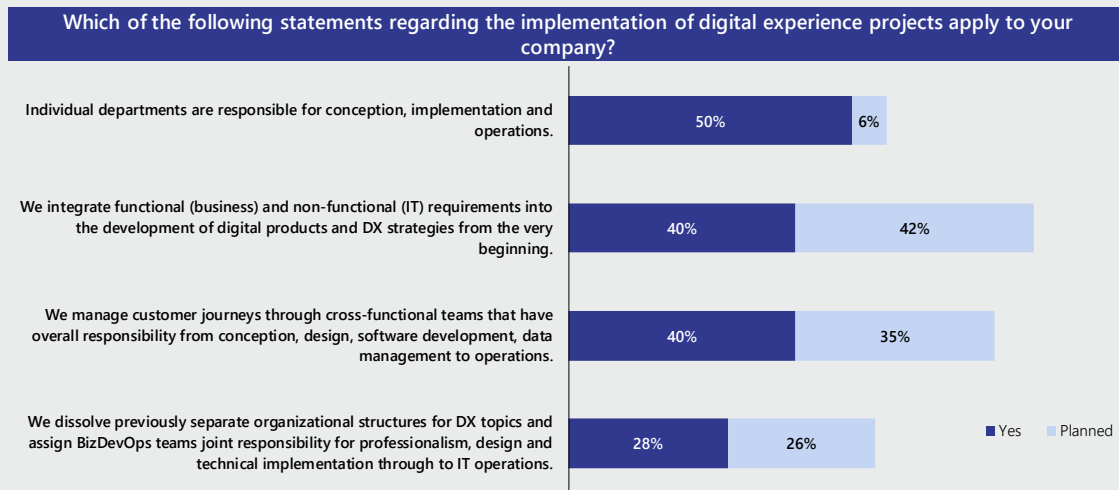 Which of the following statements regarding the implementation of digital experience projects apply to your
company?
Individual departments are responsible for conception, implementation and
operations.
50%
6%
We integrate functional (business) and non-functional (IT) requirements into
the development of digital products and DX strategies from the very
beginning.
40%
42%
We manage customer journeys through cross-functional teams that have
overall responsibility from conception, design, software development, data
management to operations.
40%
35%
We dissolve previously separate organizational structures for DX topics and
assign BizDevOps teams joint responsibility for professionalism, design and
technical implementation through to IT operations.
28%
26%
Yes
Planned